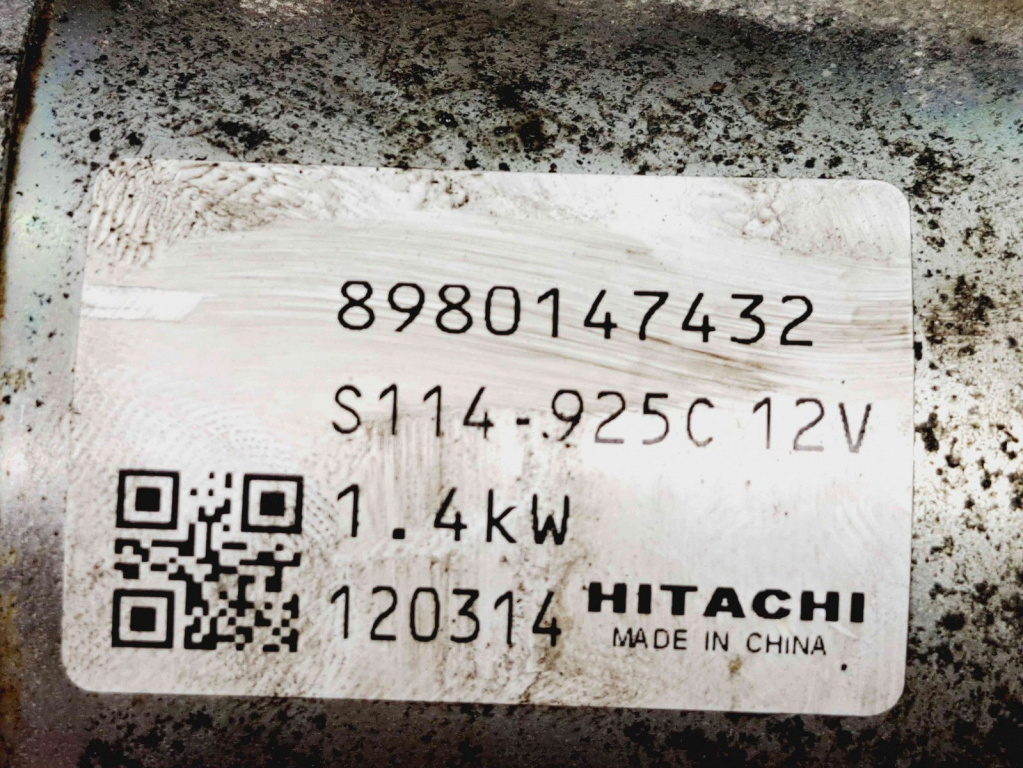 8980147432
S114-925C 12V
1.4kW
120314 HITACHI
MADE IN CHINA